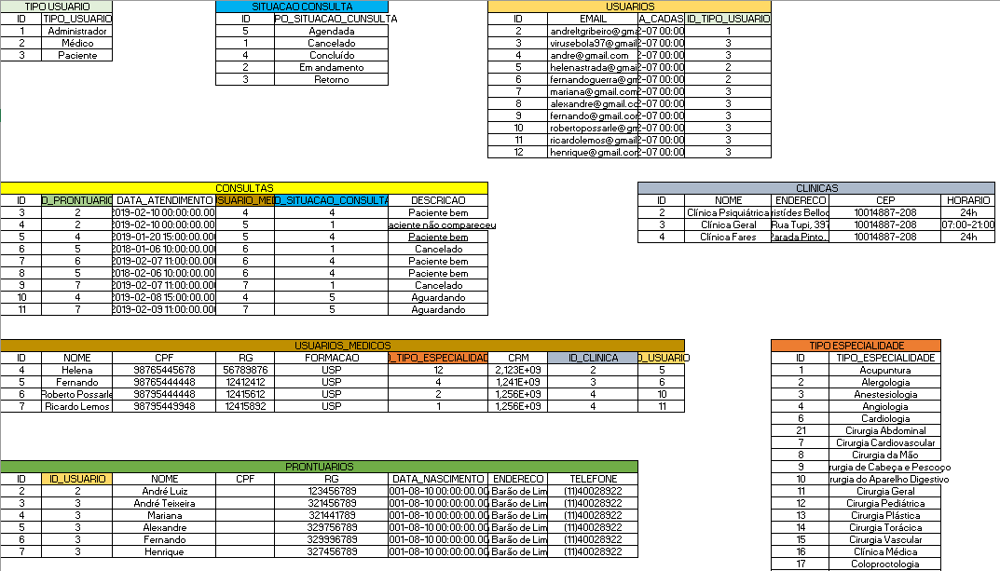 TIPO USUARIO
ID TIPO_USUARIO
1 Administrador
2 Médico
3 Paciente
SITUACAO CONSULTA
ID PO_SITUACAO_CUNSULTA
5 Agendada
1 Cancelado
4 Concluído
2 Em andamento
3 Retorno
USUARIOS
ID EMAIL A_CADAS ID_TIPO_USUARIO
2 andreltgribeiro@gma 2-07 00:00 1
3 virusebola97@gmail 2-07 00:00 3
4 andre@gmail.com 2-07 00:00 3
5 helenastrada@gmai 2-07 00:00 2
6 fernandoguerra@gm 2-07 00:00 2
7 mariana@gmail.com 2-07 00:00 3
8 alexandre@gmail.co 2-07 00:00 3
9 fernando@gmail.cor 2-07 00:00 3
10 robertopossarle@g 2-07 00:00 3
11 ricardolemos@gmai 2-07 00:00 3
12 henrique@gmail.cor 2-07 00:00 3
CONSULTAS
ID D_PRONTUARIO DATA_ATENDIMENTO USUARIO_MED D_SITUACAO_CONSULTA DESCRICAO
3 2 2019-02-10 00:00:00.00 4 4 Paciente bem
4 2 2019-02-10 00:00:00.00 5 1 aciente não compareceu
5 4 2019-01-20 15:00:00.00 5 4 Paciente bem
6 5 2018-01-06 10:00:00.00 6 1 Cancelado
7 6 2019-02-07 11:00:00.00 6 4 Paciente bem
8 5 2018-02-06 10:00:00.00 6 4 Paciente bem
9 7 2019-02-07 11:00:00.00 7 1 Cancelado
10 4 2019-02-08 15:00:00.00 4 5 Aguardando
11 7 2019-02-09 11:00:00.00 7 5 Aguardando
CLINICAS
ID NOME ENDERECO CEP HORARIO
2 Clínica Psiquiátrica ristídes Belloc 10014887-208 24h
3 Clínica Geral Rua Tupi, 397 10014887-208 07:00-21:00
4 Clínica Fares Parada Pinto, 10014887-208 24h
USUARIOS_MEDICOS
ID NOME CPF RG FORMACAO D_TIPO_ESPECIALIDAD CRM ID_CLINICA D_USUARIO
4 Helena 98765445678 56789876 USP 12 2,123E+09 2 5
5 Fernando 98765444448 12412412 USP 4 1,241E+09 3 6
6 Roberto Possarle 98795444448 12415612 USP 2 1,256E+09 4 10
7 Ricardo Lemos 98795449948 12415892 USP 1 1,256E+09 4 11
TIPO ESPECIALIDADE
ID TIPO_ESPECIALIDADE
1 Acupuntura
2 Alergologia
3 Anestesiologia
4 Angiologia
6 Cardiologia
21 Cirurgia Abdominal
7 Cirurgia Cardiovascular
8 Cirurgia da Mão
9 rurgia de Cabeça e Pescoço
10 rurgia do Aparelho Digestivo
11 Cirurgia Geral
12 Cirurgia Pediátrica
13 Cirurgia Plástica
14 Cirurgia Torácica
15 Cirurgia Vascular
16 Clínica Médica
17 Coloproctologia
PRONTUARIOS
ID ID_USUARIO NOME CPF RG DATA_NASCIMENTO ENDERECO TELEFONE
2 2 André Luiz 123456789 001-08-10 00:00:00.00 Barão de Lim (11)40028922
3 3 André Teixeira 321456789 001-08-10 00:00:00.00 Barão de Lim (11)40028922
4 3 Mariana 321441789 001-08-10 00:00:00.00 Barão de Lim (11)40028922
5 3 Alexandre 329756789 001-08-10 00:00:00.00 Barão de Lim (11)40028922
6 3 Fernando 329996789 001-08-10 00:00:00.00 Barão de Lim (11)40028922
7 3 Henrique 327456789 001-08-10 00:00:00.00 Barão de Lim (11)40028922